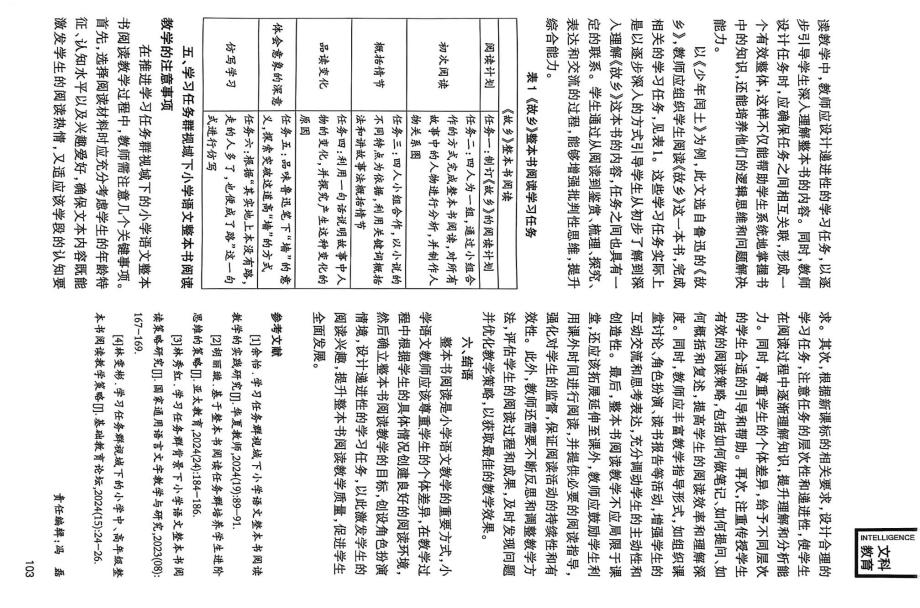 INTELLIGENCE
文科
教育
读教学中，教师应设计递进性的学习任务，以逐
步引导学生深入理解整本书的内容。同时，教师
设计任务时，应确保任务之间相互关联、形成一
个有效整体，这样不仅能帮助学生系统地掌握书
中的知识，还能培养他们的逻辑思维和问题解决
能力。
以《少年闰土》为例，此文选自鲁迅的《故
乡》，教师应组织学生阅读《故乡》这一本书，完成
相关的学习任务，见表1。这些学习任务实际上
是以逐步深入的方式引导学生从初步了解到深
入理解《故乡》这本书的内容，任务之间也具有一
定的联系。学生通过从阅读到鉴赏、梳理、探究、
表达和交流的过程，能够增强批判性思维，提升
综合能力。
表1 《故乡》整本书阅读学习任务
《故乡》整本书阅读
阅读计划 任务一：制订《故乡》的阅读计划
初次阅读 任务二：四人为一组，通过小组合
作的方式完成整本书阅读，对所有
故事中的人物进行分析，并制作人
物关系图
概括情节 任务三：四人小组合作，以小说的
不同特点为依据，利用关键词概括
法和讲故事法概括情节
品读变化 任务四：利用一句话说明故事中人
物的变化，并探究产生这种变化的
原因
体会意象的深意 任务五：品味鲁迅笔下“墙”的意
义，探索突破这道高“墙”的方式
仿写学习 任务六：根据“其实地上本没有路，
走的人多了，也便成了路”这一句
式进行仿写
五、学习任务群视域下小学语文整本书阅读
教学的注意事项
在推进学习任务群视域下的小学语文整本
书阅读教学过程中，教师需注意几个关键事项。
首先，选择阅读材料时应充分考虑学生的年龄特
征、认知水平以及兴趣爱好，确保文本内容既能
激发学生的阅读热情，又适应该学段的认知要
求。其次，根据新课标的相关要求，设计合理的
学习任务，注意任务的层次性和递进性，使学生
在阅读过程中逐渐理解知识，提升理解和分析能
力。同时，尊重学生的个体差异，给予不同层次
的学生合适的引导和帮助。再次，注重传授学生
有效的阅读策略，包括如何做笔记、如何提问、如
何概括和复述，提高学生的阅读效率和理解深
度。同时，教师应丰富教学指导形式，如组织课
堂讨论、角色扮演、读书报告等活动，增强学生的
互动交流和思考表达，充分调动学生的主动性和
创造性。最后，整本书阅读教学不应局限于课
堂，还应该拓展延伸至课外，教师应鼓励学生利
用课外时间进行阅读，并提供必要的阅读指导，
强化对学生的监督，保证阅读活动的持续性和有
效性。此外，教师还需要不断反思和调整教学方
法，评估学生的阅读过程和成果，及时发现问题
并优化教学策略，以获取最佳的教学效果。
六、结语
整本书阅读是小学语文教学的重要方式，小
学语文教师应该尊重学生的个体差异，在教学过
程中根据学生的具体情况创建良好的阅读环境，
然后确立整本书阅读教学的目标，创设角色扮演
情境，设计递进性的学习任务，以此激发学生的
阅读兴趣，提升整本书阅读教学质量，促进学生
全面发展。
参考文献
[1]余怡.学习任务群视域下小学语文整本书阅读
教学的实践研究[J].华夏教师,2024(19):89-91.
[2]胡丽璇.基于整本书阅读任务群培养学生进阶
思维的策略[J].亚太教育,2024(24):184-186.
[3]林秀红.学习任务群背景下小学语文整本书阅
读策略研究[J].国家通用语言文字教学与研究,2023(08):
167-169.
[4]林雯彬.学习任务群视域下的小学中、高年级整
本书阅读教学策略[J].基础教育论坛,2024(15):24-26.
责任编辑：冯 磊
103